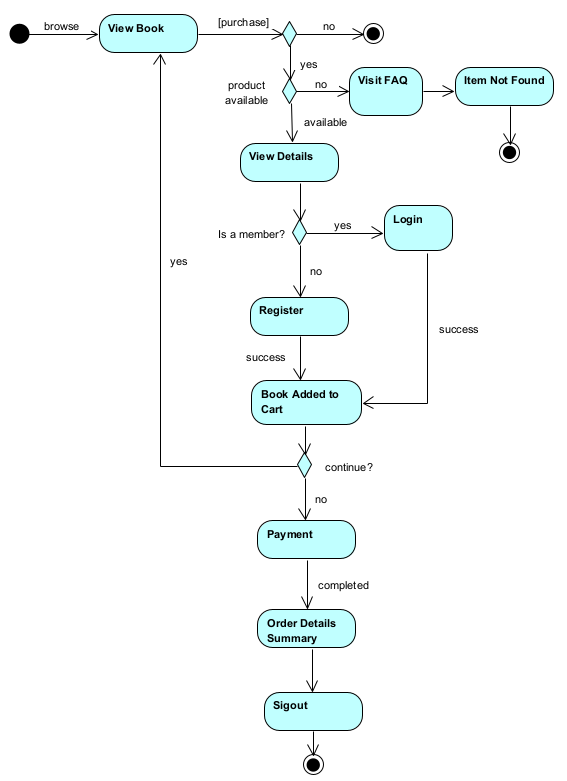 browse
View Book
[purchase]
no
yes
product
available
no
Visit FAQ
Item Not Found
available
View Details
Is a member?
yes
Login
yes
no
Register
success
success
Book Added to
Cart
continue?
no
Payment
completed
Order Details
Summary
Sigout